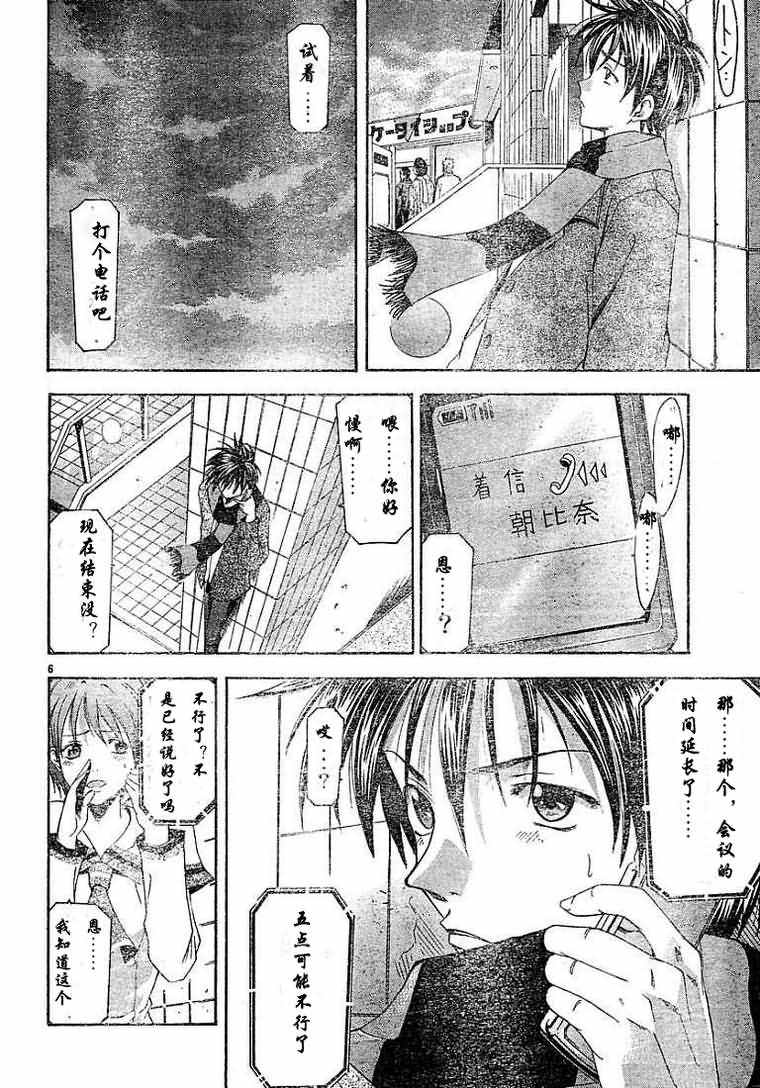 トン…
ケータイショップ
试着……
打个电话吧
嘟……
嘟……
着信
朝比奈
恩……？
喂……你好
慢啊……
现在结束没？
6
那……那个，会议的
时间延长了……
哎…？
五点可能不行了
不行了？不
是已经说好了吗
恩……
我知道这个